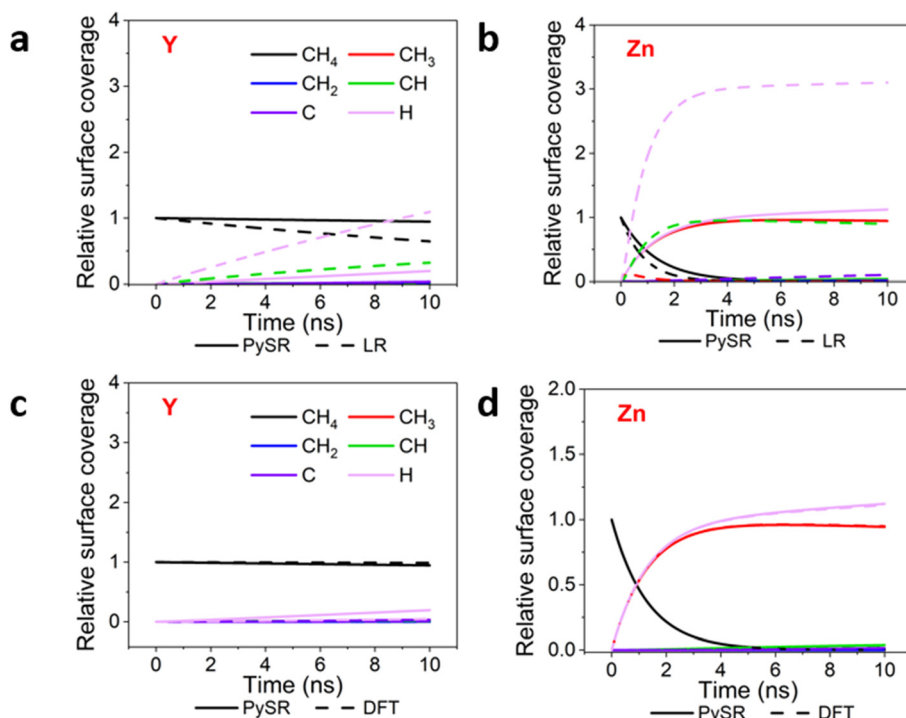 a
Y
CH₄ CH₃
CH₂ CH
C H
Relative surface coverage
4
3
2
1
0
0 2 4 6 8 10
Time (ns)
PySR LR
b
Zn
Relative surface coverage
4
3
2
1
0
0 2 4 6 8 10
Time (ns)
PySR LR
c
Y
CH₄ CH₃
CH₂ CH
C H
Relative surface coverage
4
3
2
1
0
0 2 4 6 8 10
Time (ns)
PySR DFT
d
Zn
Relative surface coverage
2.0
1.5
1.0
0.5
0.0
0 2 4 6 8 10
Time (ns)
PySR DFT